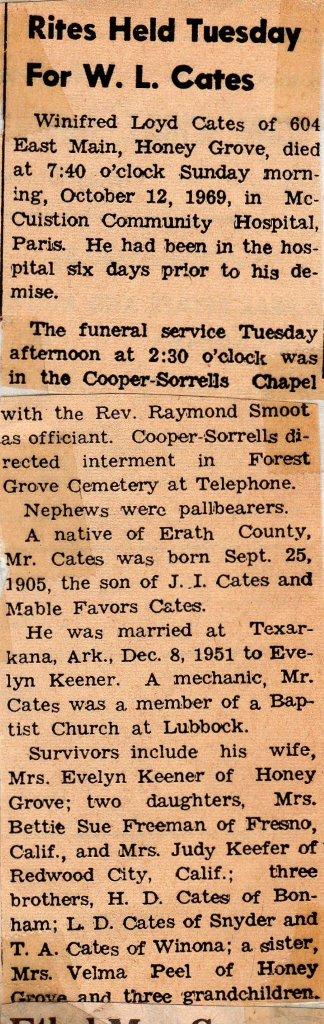 Rites Held Tuesday
For W. L. Cates
Winifred Loyd Cates of 604
East Main, Honey Grove, died
at 7:40 o'clock Sunday morn-
ing, October 12, 1969, in Mc-
Cuistion Community Hospital,
Paris. He had been in the hos-
pital six days prior to his de-
mise.
The funeral service Tuesday
afternoon at 2:30 o'clock was
in the Cooper-Sorrells Chapel
with the Rev. Raymond Smoot
as officiant. Cooper-Sorrells di-
rected interment in Forest
Grove Cemetery at Telephone.
Nephews were pallbearers.
A native of Erath County,
Mr. Cates was born Sept. 25,
1905, the son of J. I. Cates and
Mable Favors Cates.
He was married at Texar-
kana, Ark., Dec. 8, 1951 to Eve-
lyn Keener. A mechanic, Mr.
Cates was a member of a Bap-
tist Church at Lubbock.
Survivors include his wife,
Mrs. Evelyn Keener of Honey
Grove; two daughters, Mrs.
Bettie Sue Freeman of Fresno,
Calif., and Mrs. Judy Keefer of
Redwood City, Calif.; three
brothers, H. D. Cates of Bon-
ham; L. D. Cates of Snyder and
T. A. Cates of Winona; a sister,
Mrs. Velma Peel of Honey
Grove and three grandchildren.